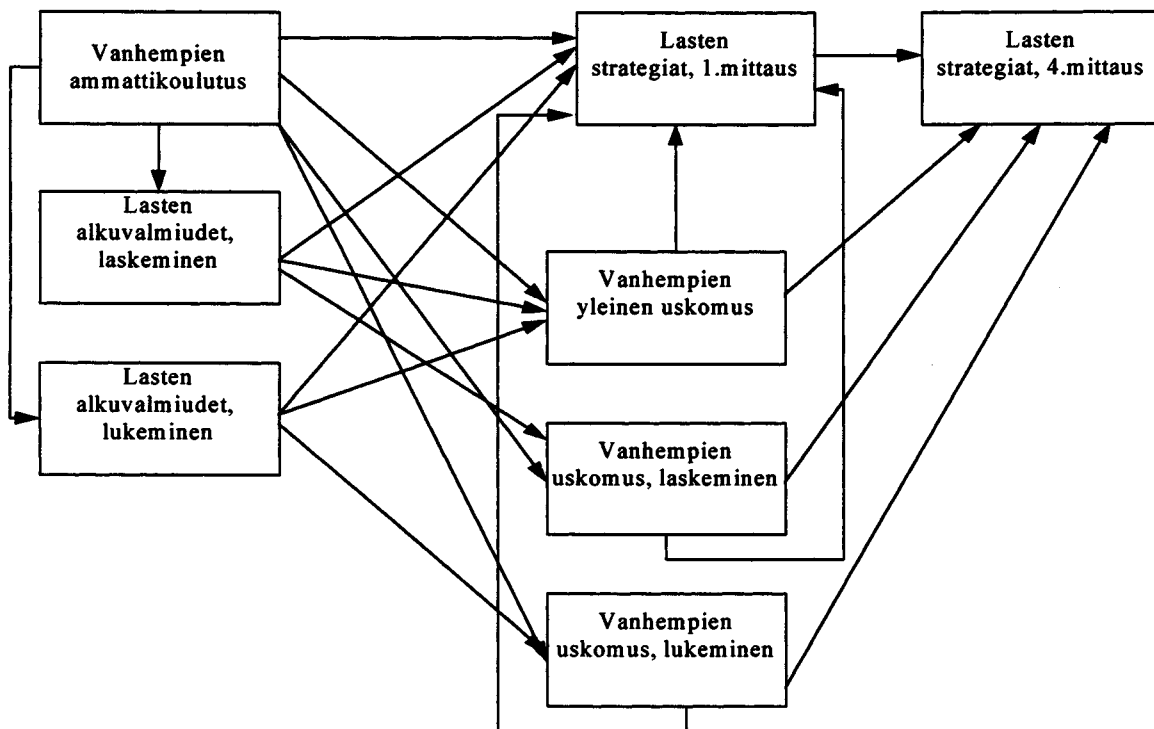 Vanhempien
ammattikoulutus
Lasten
strategiat, 1.mittaus
Lasten
strategiat, 4.mittaus
Lasten
alkuvalmiudet,
laskeminen
Vanhempien
yleinen uskomus
Lasten
alkuvalmiudet,
lukeminen
Vanhempien
uskomus, laskeminen
Vanhempien
uskomus, lukeminen